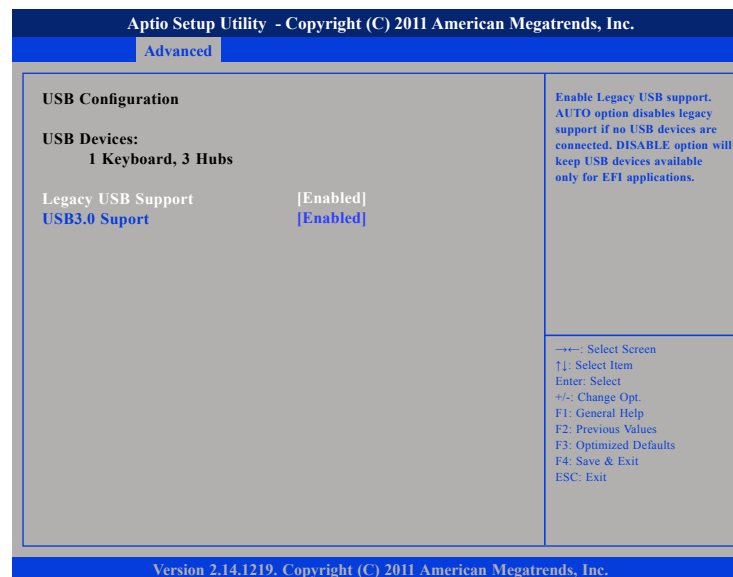 Aptio Setup Utility - Copyright (C) 2011 American Megatrends, Inc.
Advanced
USB Configuration
USB Devices:
1 Keyboard, 3 Hubs
Legacy USB Support [Enabled]
USB3.0 Suport [Enabled]
Enable Legacy USB support.
AUTO option disables legacy
support if no USB devices are
connected. DISABLE option will
keep USB devices available
only for EFI applications.
→←: Select Screen
↑↓: Select Item
Enter: Select
+/-: Change Opt.
F1: General Help
F2: Previous Values
F3: Optimized Defaults
F4: Save & Exit
ESC: Exit
Version 2.14.1219. Copyright (C) 2011 American Megatrends, Inc.